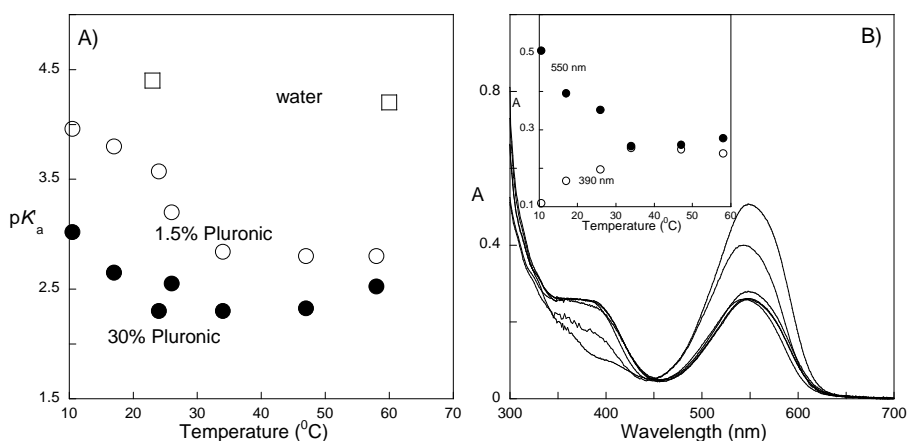 A)
4.5
3.5
2.5
1.5
pK'a
water
1.5% Pluronic
30% Pluronic
10 20 30 40 50 60 70
Temperature (⁰C)
B)
0.8
0.4
0
A
0.5
0.3
0.1
A
550 nm
390 nm
10 20 30 40 50 60
Temperature (⁰C)
300 400 500 600 700
Wavelength (nm)